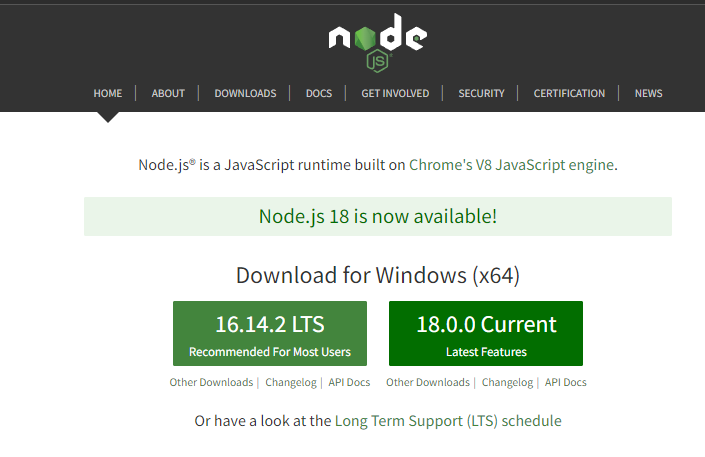 node
JS
HOME | ABOUT | DOWNLOADS | DOCS | GET INVOLVED | SECURITY | CERTIFICATION | NEWS
Node.js® is a JavaScript runtime built on Chrome's V8 JavaScript engine.
Node.js 18 is now available!
Download for Windows (x64)
16.14.2 LTS
Recommended For Most Users
18.0.0 Current
Latest Features
Other Downloads | Changelog | API Docs
Other Downloads | Changelog | API Docs
Or have a look at the Long Term Support (LTS) schedule